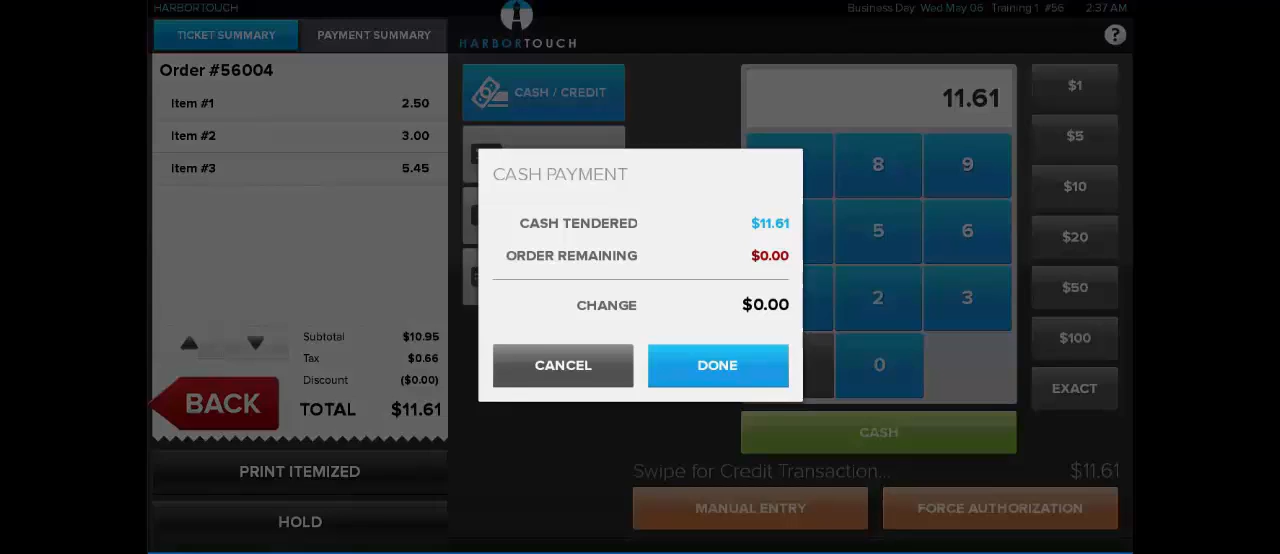 HARBORTOUCH
Business Day: Wed May 06 Training 1 #56 2:37 AM
TICKET SUMMARY
PAYMENT SUMMARY
HARBORTOUCH
?
Order #56004
Item #1 2.50
Item #2 3.00
Item #3 5.45
Subtotal $10.95
Tax $0.66
Discount ($0.00)
TOTAL $11.61
BACK
PRINT ITEMIZED
HOLD
CASH / CREDIT
11.61
8
9
5
6
2
3
0
$1
$5
$10
$20
$50
$100
EXACT
CASH PAYMENT
CASH TENDERED $11.61
ORDER REMAINING $0.00
CHANGE $0.00
CANCEL
DONE
CASH
Swipe for Credit Transaction... $11.61
MANUAL ENTRY
FORCE AUTHORIZATION